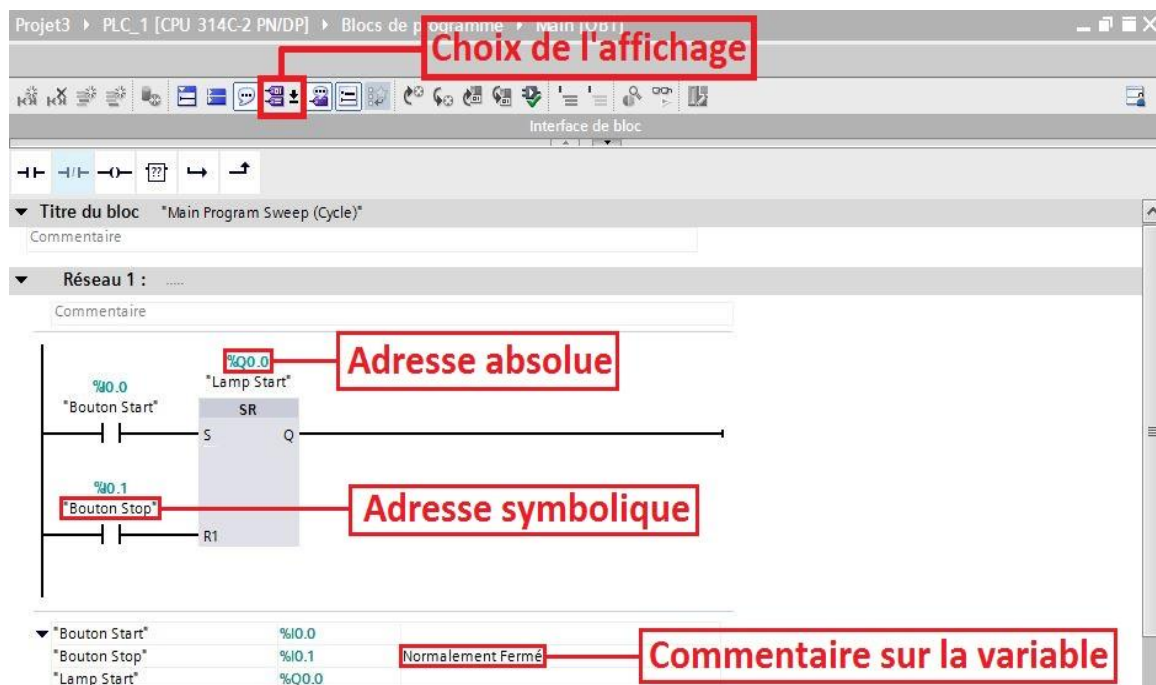 Projet3 ▸ PLC_1 [CPU 314C-2 PN/DP] ▸ Blocs de programme ▸ Main [OB1]
Choix de l'affichage
Interface de bloc
??
Titre du bloc "Main Program Sweep (Cycle)"
Commentaire
Réseau 1 : .....
Commentaire
%Q0.0
Adresse absolue
"Lamp Start"
%I0.0
"Bouton Start"
SR
S Q
%I0.1
"Bouton Stop"
Adresse symbolique
R1
"Bouton Start" %I0.0
"Bouton Stop" %I0.1 Normalement Fermé
Commentaire sur la variable
"Lamp Start" %Q0.0